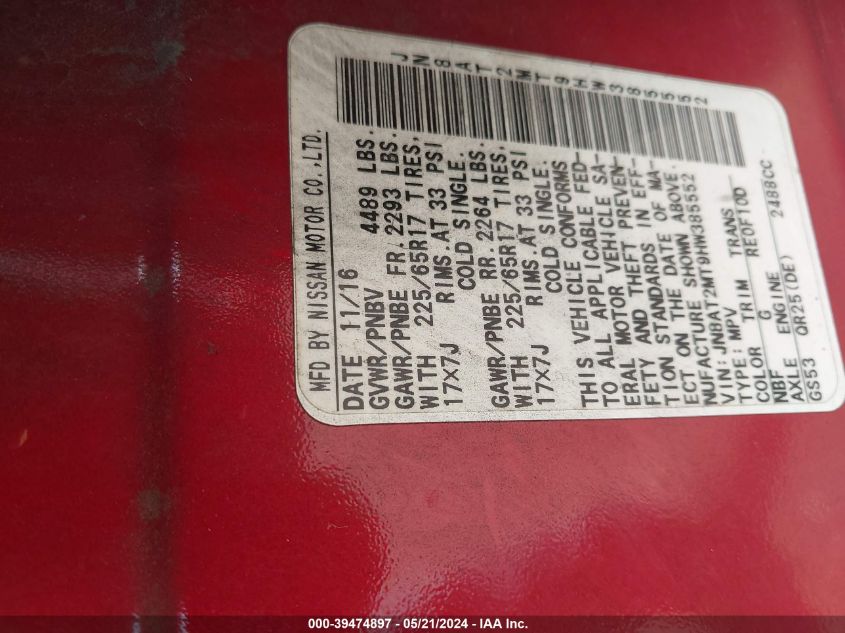 MFD BY NISSAN MOTOR CO.,LTD.
DATE 11/16
GVWR/PNBV 4489 LBS.
GAWR/PNBE FR.2293 LBS.
WITH 225/65R17 TIRES,
17X7J RIMS.AT 33 PSI
COLD SINGLE.
GAWR/PNBE RR.2264 LBS.
WITH 225/65R17 TIRES,
17X7J RIMS.AT 33 PSI
COLD SINGLE.
THIS VEHICLE CONFORMS
TO ALL APPLICABLE FED-
ERAL MOTOR VEHICLE SA-
FETY AND THEFT PREVEN-
TION STANDARDS IN EFF-
ECT ON THE DATE OF MA-
NUFACTURE SHOWN ABOVE.
VIN:JN8AT2MT9HW385552
TYPE:MPV
COLOR TRIM TRANS
NBF G RE0F10D
AXLE ENGINE 2488CC
GS53 QR25(DE)
JN8AT2MT9HW385552
000-39474897 - 05/21/2024 - IAA Inc.